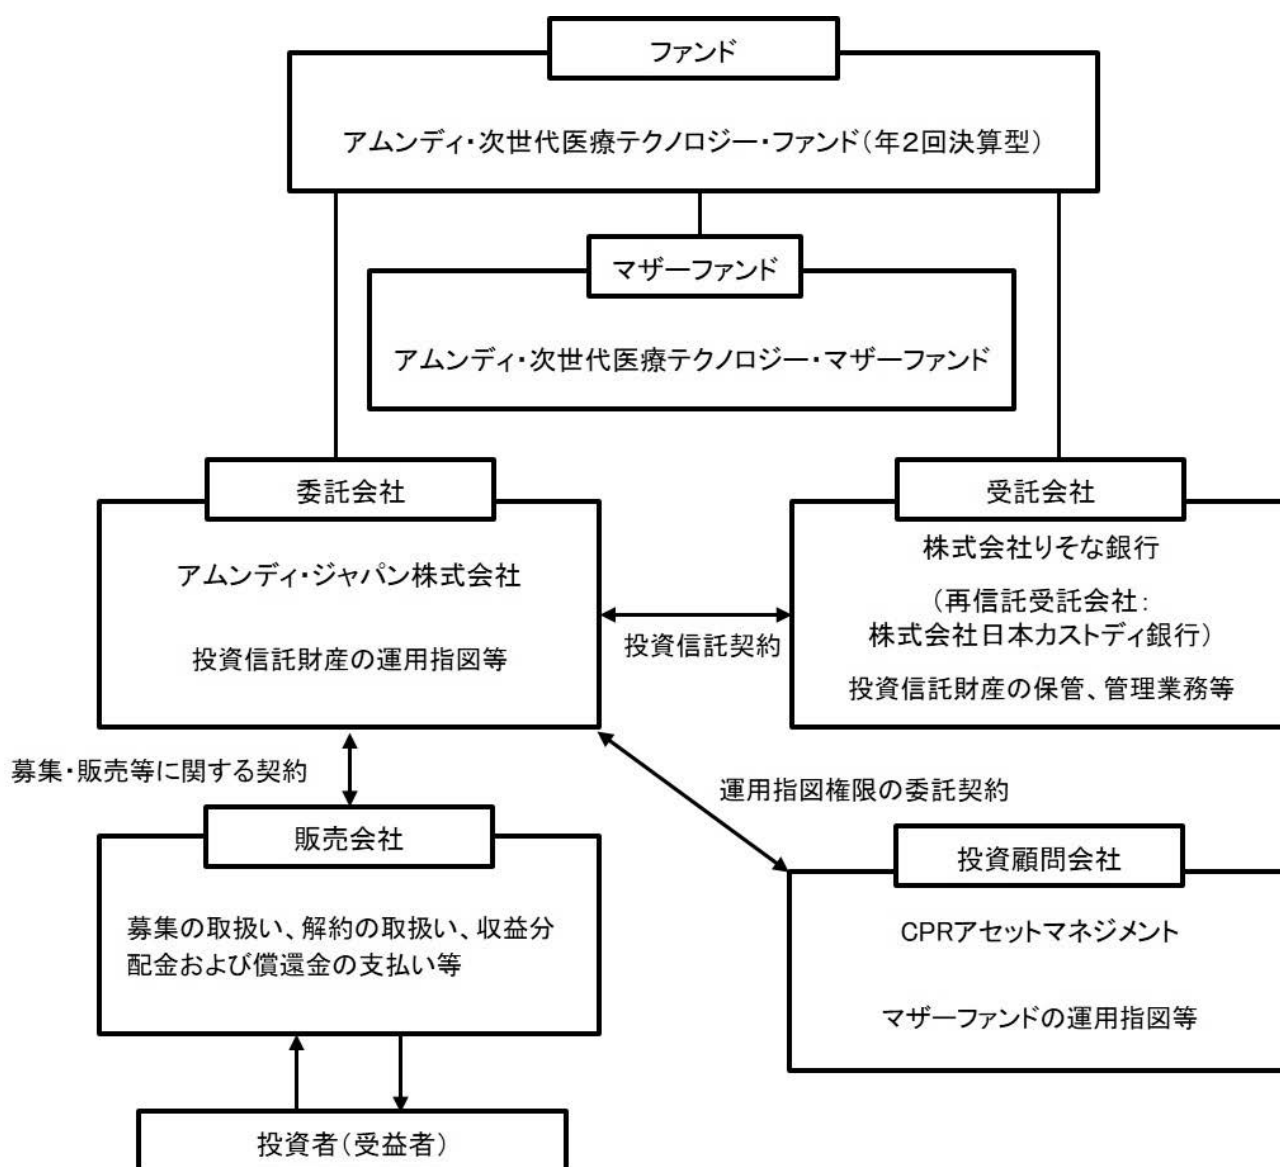 ファンド
アムンディ・次世代医療テクノロジー・ファンド(年2回決算型)
マザーファンド
アムンディ・次世代医療テクノロジー・マザーファンド
委託会社
アムンディ・ジャパン株式会社
投資信託財産の運用指図等
投資信託契約
受託会社
株式会社りそな銀行
(再信託受託会社:
株式会社日本カストディ銀行)
投資信託財産の保管、管理業務等
募集・販売等に関する契約
運用指図権限の委託契約
販売会社
募集の取扱い、解約の取扱い、収益分
配金および償還金の支払い等
投資顧問会社
CPRアセットマネジメント
マザーファンドの運用指図等
投資者(受益者)